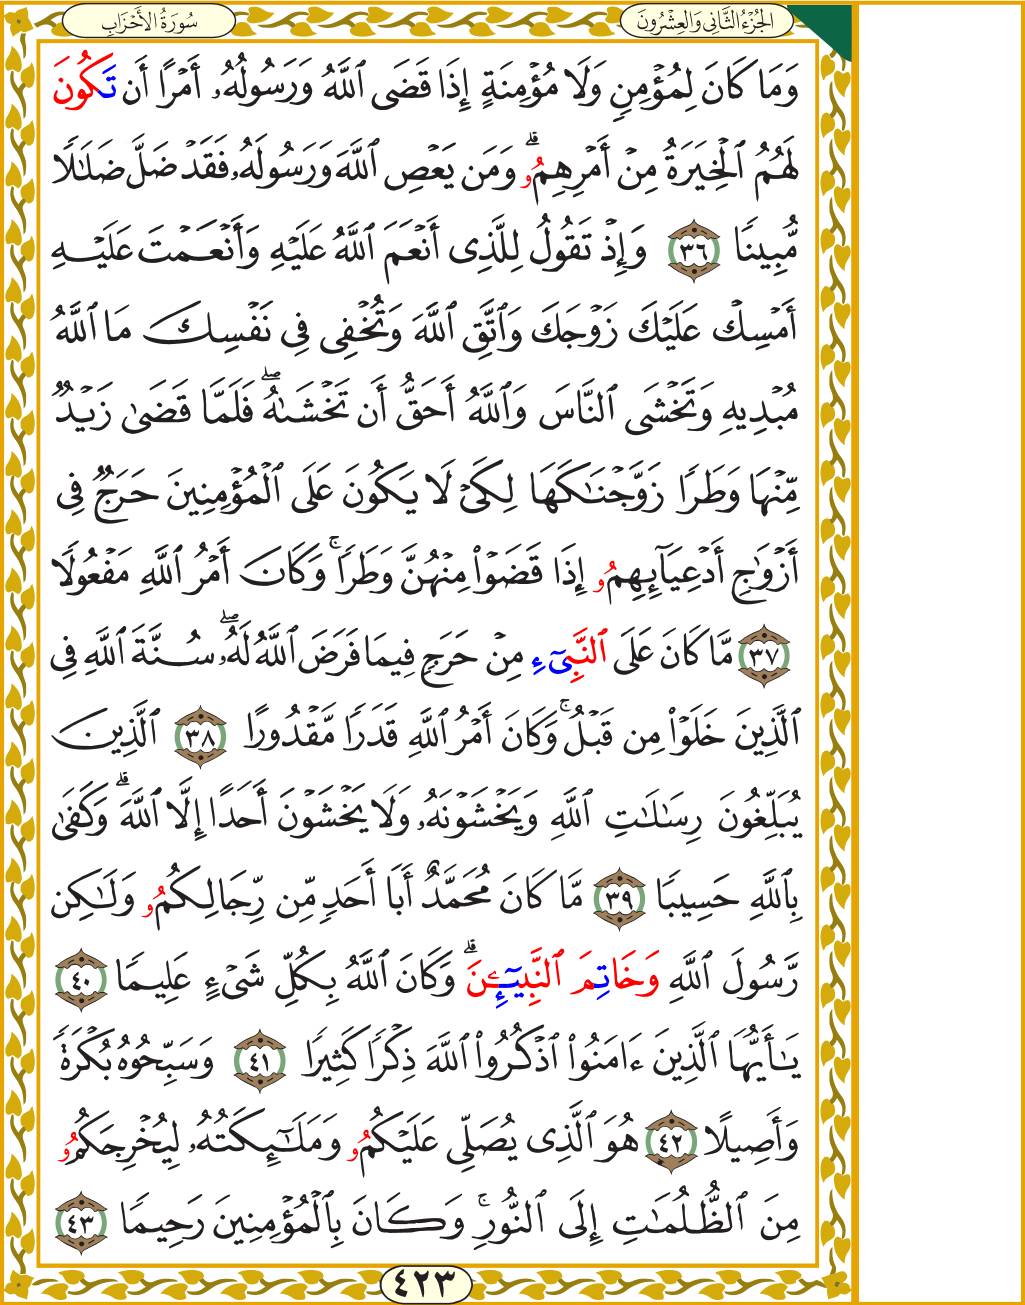 الجُزْءُ الثَّانِي وَالعِشْرُونَ
سُورَةُ الأَحْزَابِ
وَمَا كَانَ لِمُؤْمِنٖ وَلَا مُؤْمِنَةٍ إِذَا قَضَى ٱللَّهُ وَرَسُولُهُۥٓ أَمْرًا أَن تَكُونَ
لَهُمُ ٱلْخِيَرَةُ مِنْ أَمْرِهِمُۥۗ وَمَن يَعْصِ ٱللَّهَ وَرَسُولَهُۥ فَقَدْ ضَلَّ ضَلَٰلًا
مُّبِينًا ٣٦ وَإِذْ تَقُولُ لِلَّذِى أَنْعَمَ ٱللَّهُ عَلَيْهِ وَأَنْعَمْتَ عَلَيْهِ
أَمْسِكْ عَلَيْكَ زَوْجَكَ وَٱتَّقِ ٱللَّهَ وَتُخْفِى فِى نَفْسِكَ مَا ٱللَّهُ
مُبْدِيهِ وَتَخْشَى ٱلنَّاسَ وَٱللَّهُ أَحَقُّ أَن تَخْشَىٰهُۖ فَلَمَّا قَضَىٰ زَيْدٌ
مِّنْهَا وَطَرًا زَوَّجْنَٰكَهَا لِكَىْ لَا يَكُونَ عَلَى ٱلْمُؤْمِنِينَ حَرَجٌ فِى
أَزْوَٰجِ أَدْعِيَآئِهِمُۥ إِذَا قَضَوْا۟ مِنْهُنَّ وَطَرًاۚ وَكَانَ أَمْرُ ٱللَّهِ مَفْعُولًا
٣٧ مَّا كَانَ عَلَى ٱلنَّبِىٓءِ مِنْ حَرَجٍ فِيمَا فَرَضَ ٱللَّهُ لَهُۥۖ سُنَّةَ ٱللَّهِ فِى
ٱلَّذِينَ خَلَوْا۟ مِن قَبْلُۚ وَكَانَ أَمْرُ ٱللَّهِ قَدَرًا مَّقْدُورًا ٣٨ ٱلَّذِينَ
يُبَلِّغُونَ رِسَٰلَٰتِ ٱللَّهِ وَيَخْشَوْنَهُۥ وَلَا يَخْشَوْنَ أَحَدًا إِلَّا ٱللَّهَۗ وَكَفَىٰ
بِٱللَّهِ حَسِيبًا ٣٩ مَّا كَانَ مُحَمَّدٌ أَبَآ أَحَدٍ مِّن رِّجَالِكُمُۥ وَلَٰكِن
رَّسُولَ ٱللَّهِ وَخَاتِمَ ٱلنَّبِيٓـِٔينَۗ وَكَانَ ٱللَّهُ بِكُلِّ شَىْءٍ عَلِيمًا ٤٠
يَٰٓأَيُّهَا ٱلَّذِينَ ءَامَنُوا۟ ٱذْكُرُوا۟ ٱللَّهَ ذِكْرًا كَثِيرًا ٤١ وَسَبِّحُوهُ بُكْرَةً
وَأَصِيلًا ٤٢ هُوَ ٱلَّذِى يُصَلِّى عَلَيْكُمُۥ وَمَلَٰٓئِكَتُهُۥ لِيُخْرِجَكُمُۥ
مِنَ ٱلظُّلُمَٰتِ إِلَى ٱلنُّورِۚ وَكَانَ بِٱلْمُؤْمِنِينَ رَحِيمًا ٤٣
٤٢٣